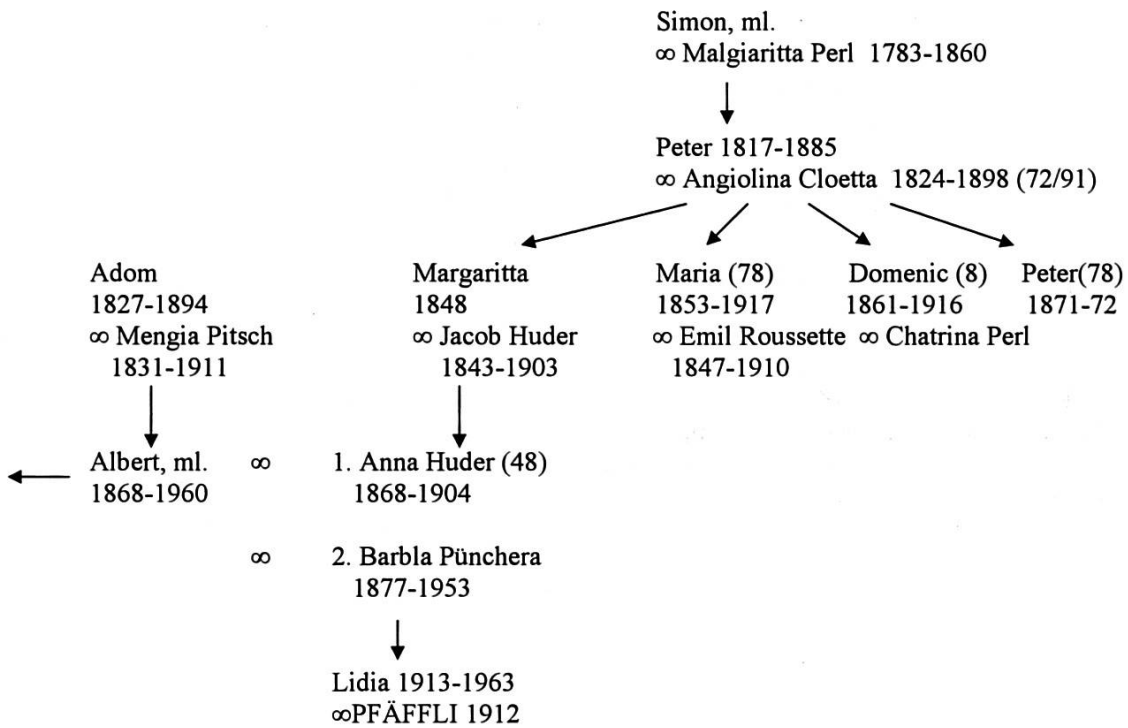 Simon, ml.
∞ Malgiaritta Perl 1783-1860
Peter 1817-1885
∞ Angiolina Cloetta 1824-1898 (72/91)
Adom
1827-1894
∞ Mengia Pitsch
1831-1911
Margaritta
1848
∞ Jacob Huder
1843-1903
Maria (78)
1853-1917
∞ Emil Roussette
1847-1910
Domenic (8)
1861-1916
∞ Chatrina Perl
Peter(78)
1871-72
Albert, ml. ∞ 1. Anna Huder (48)
1868-1960 1868-1904
∞ 2. Barbla Pünchera
1877-1953
Lidia 1913-1963
∞PFÄFFLI 1912